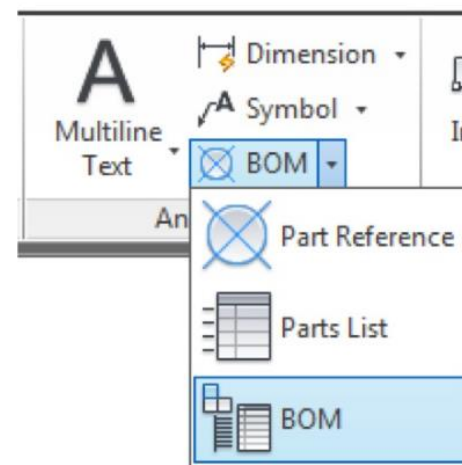 A
Multiline
Text
Dimension
A Symbol
BOM
An
Part Reference
Parts List
BOM